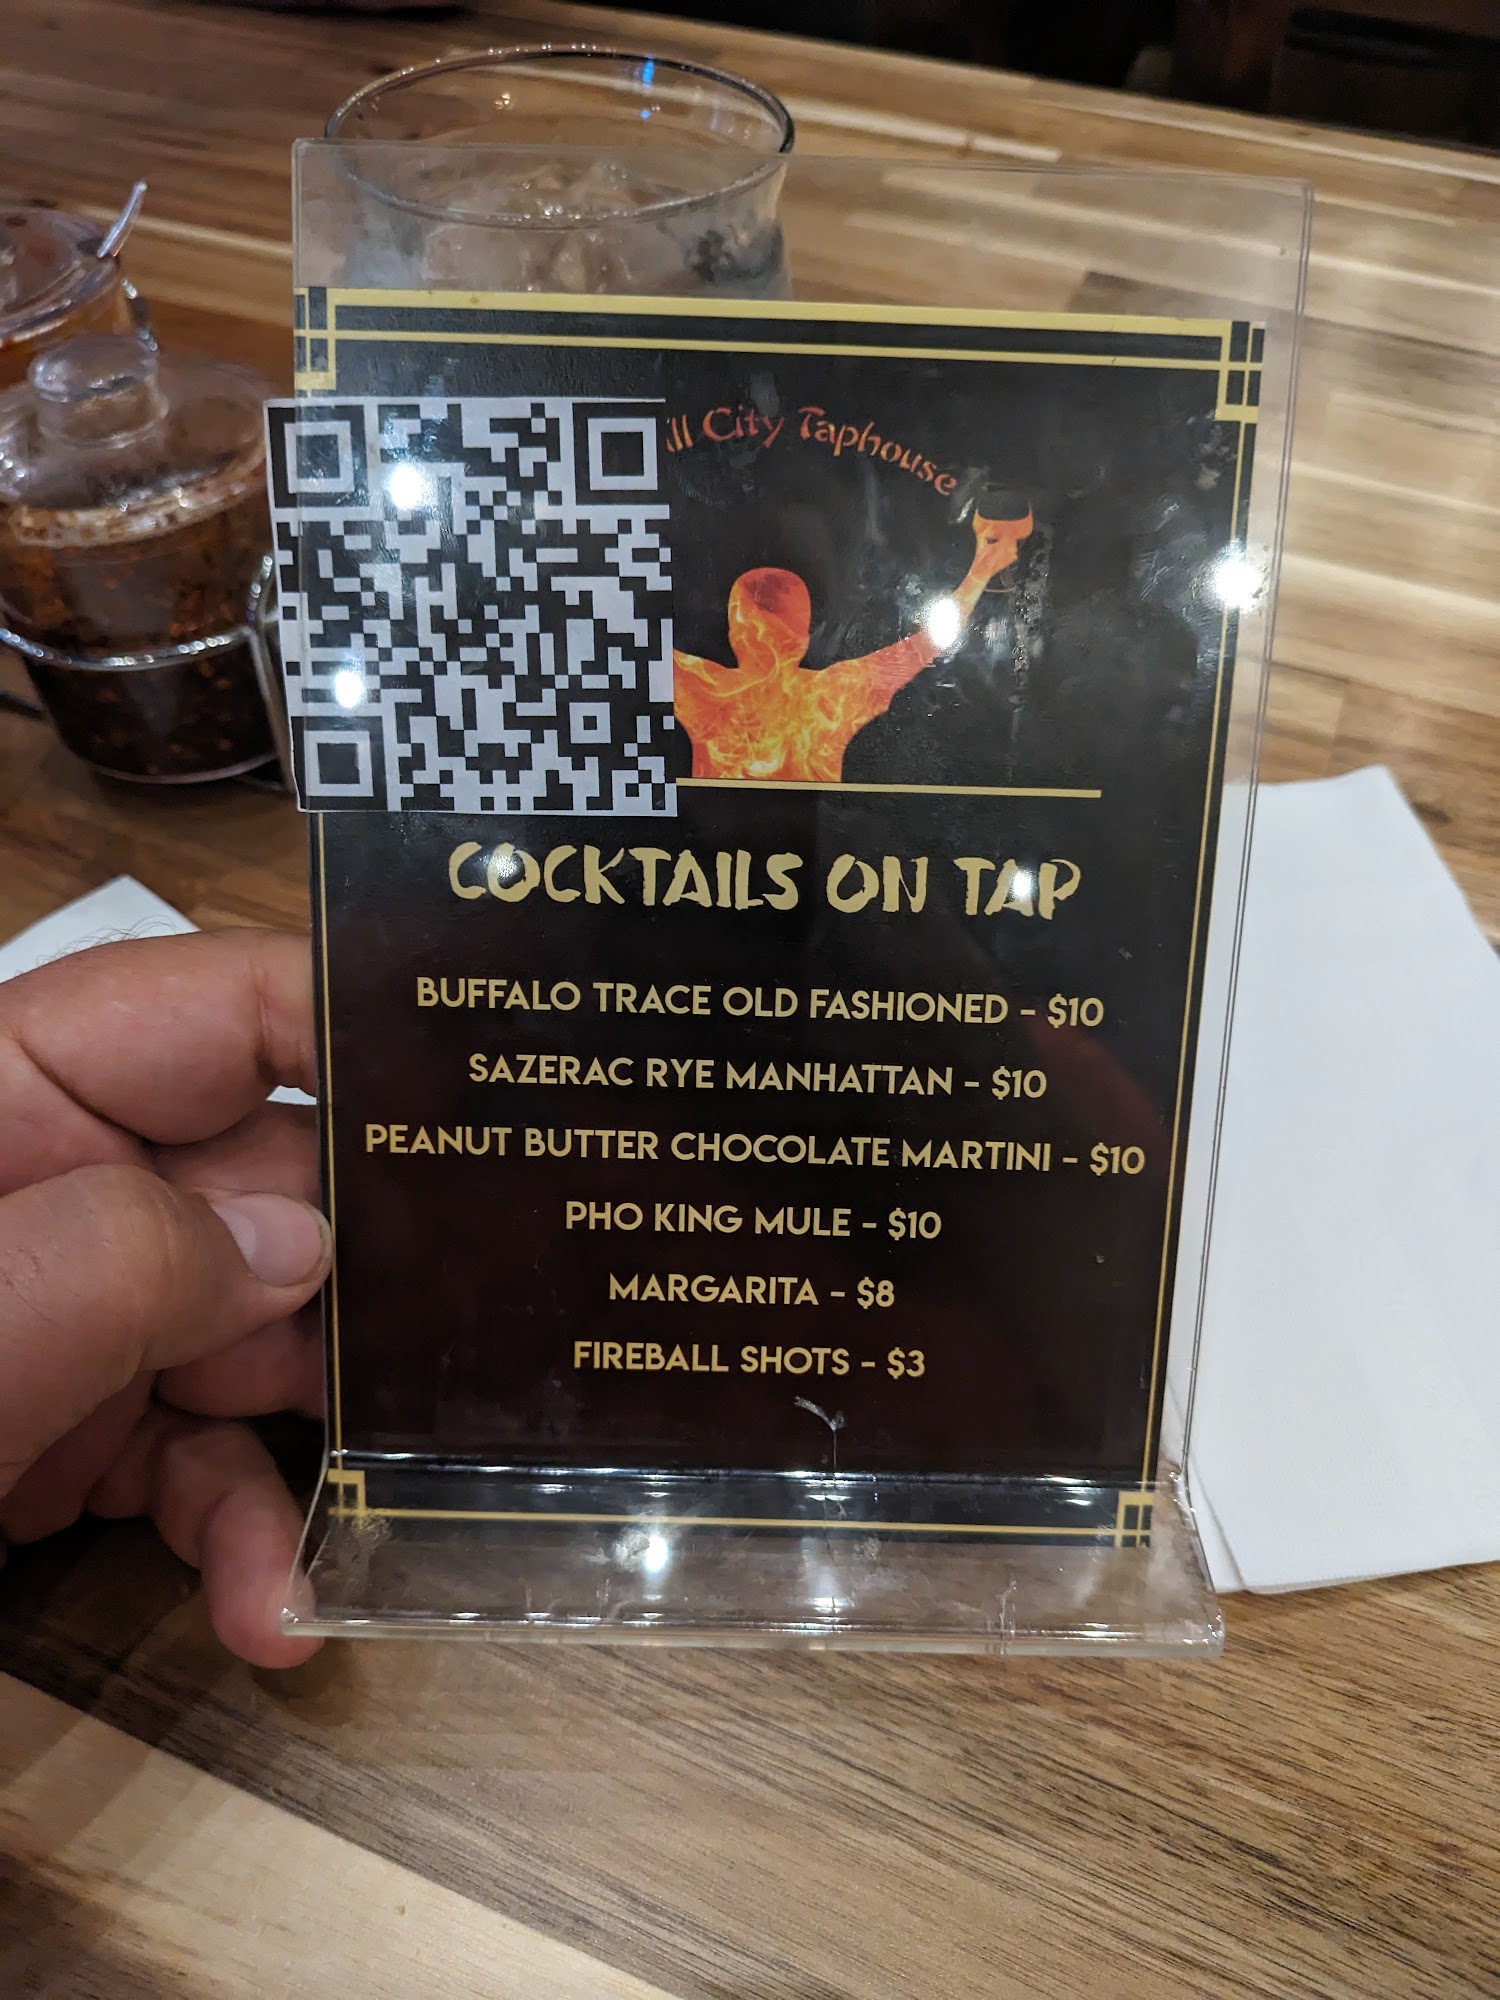 ill City Taphouse
COCKTAILS ON TAP
BUFFALO TRACE OLD FASHIONED - $10
SAZERAC RYE MANHATTAN - $10
PEANUT BUTTER CHOCOLATE MARTINI - $10
PHO KING MULE - $10
MARGARITA - $8
FIREBALL SHOTS - $3